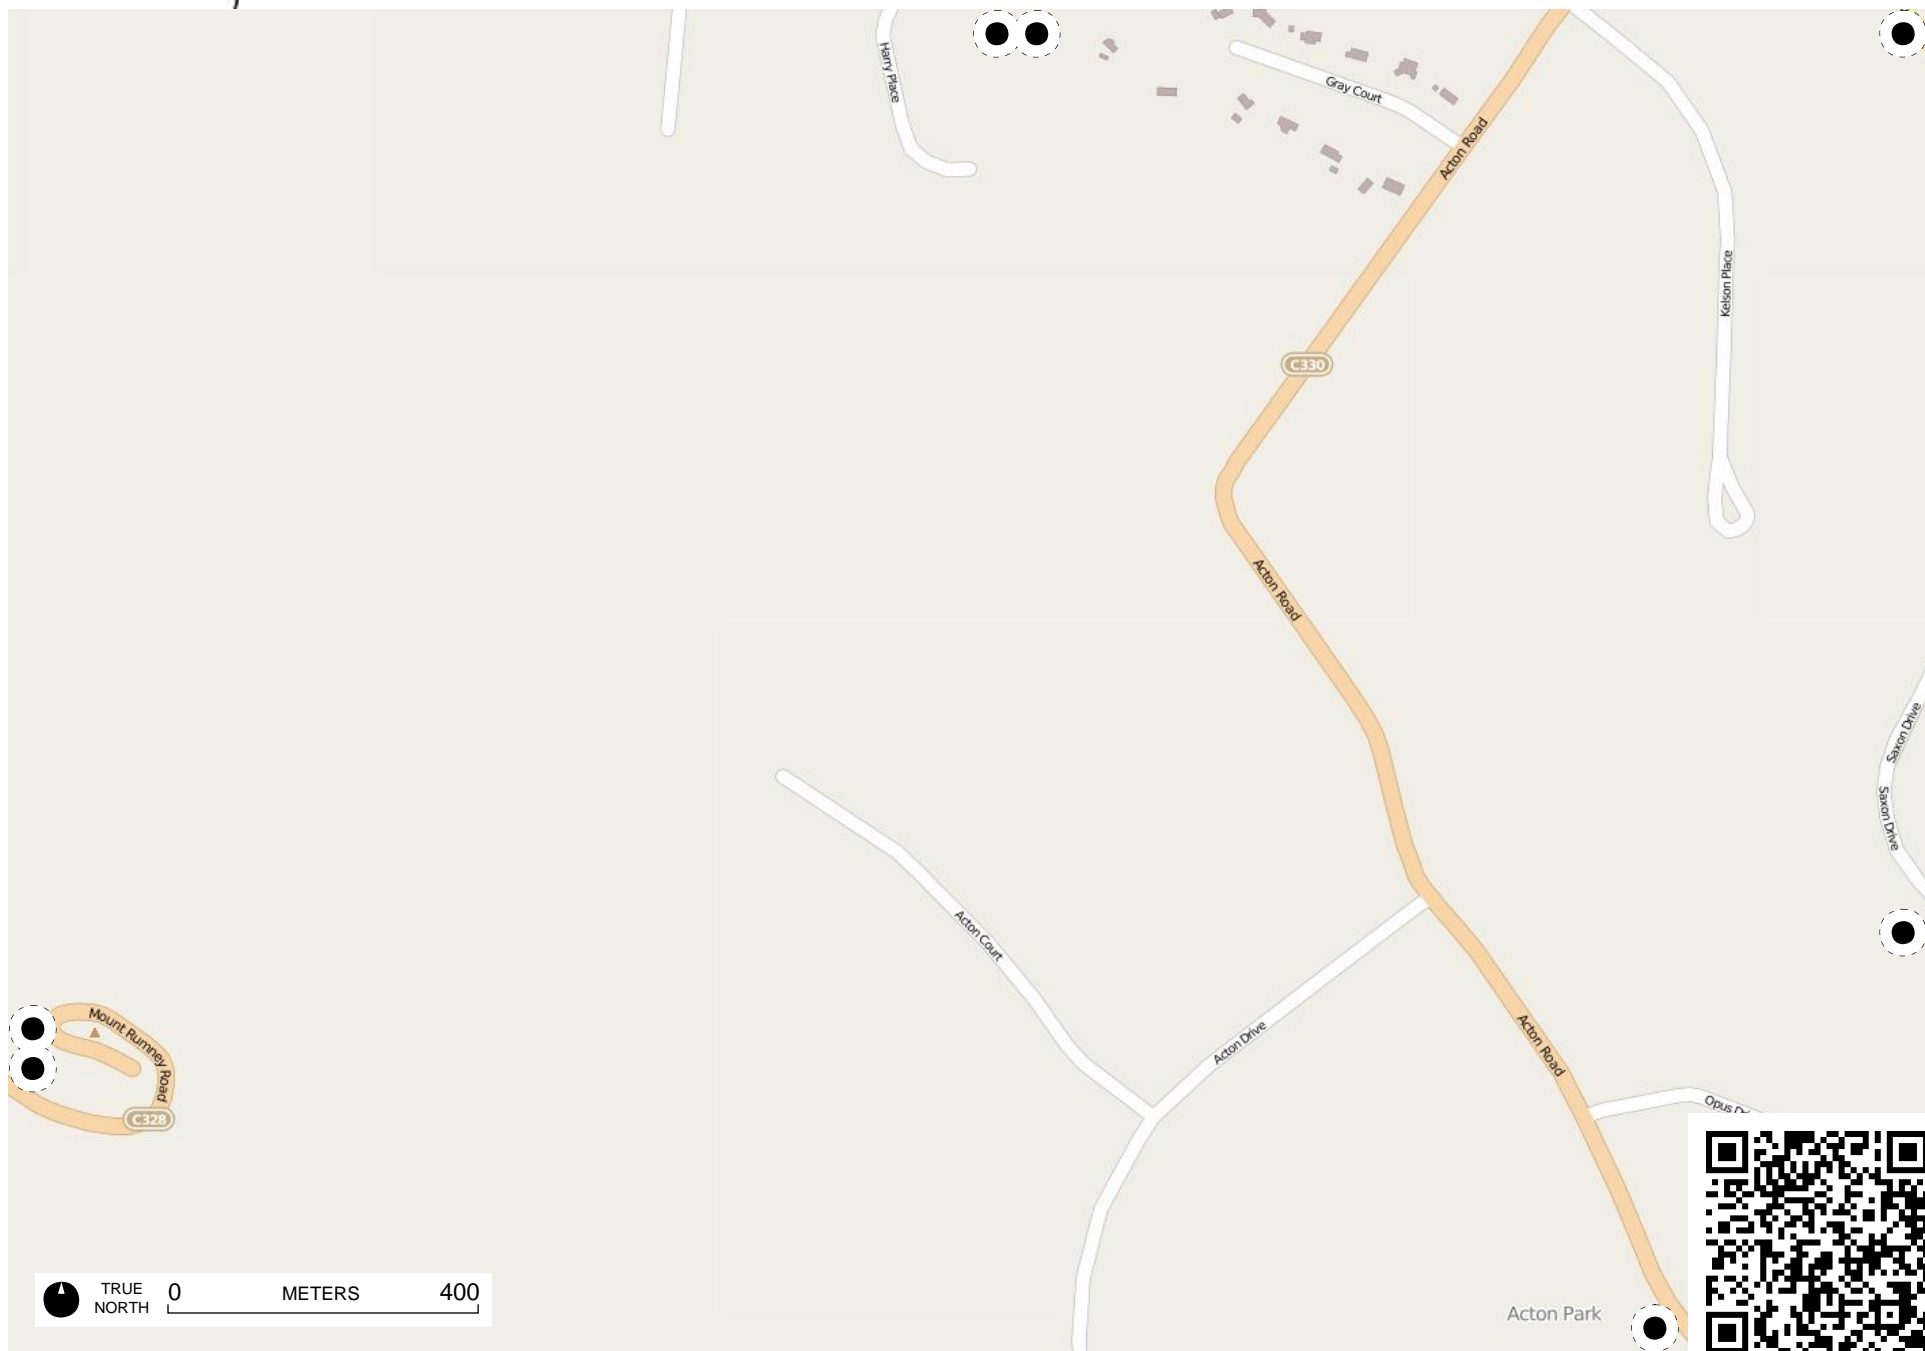 Harry Place
Gray Court
Acton Road
Kelson Place
C330
Acton Road
Saxon Drive
Saxon Drive
Acton Court
Mount Rumney Road
Acton Drive
Acton Road
C328
Opus
TRUE NORTH
0 METERS 400
Acton Park